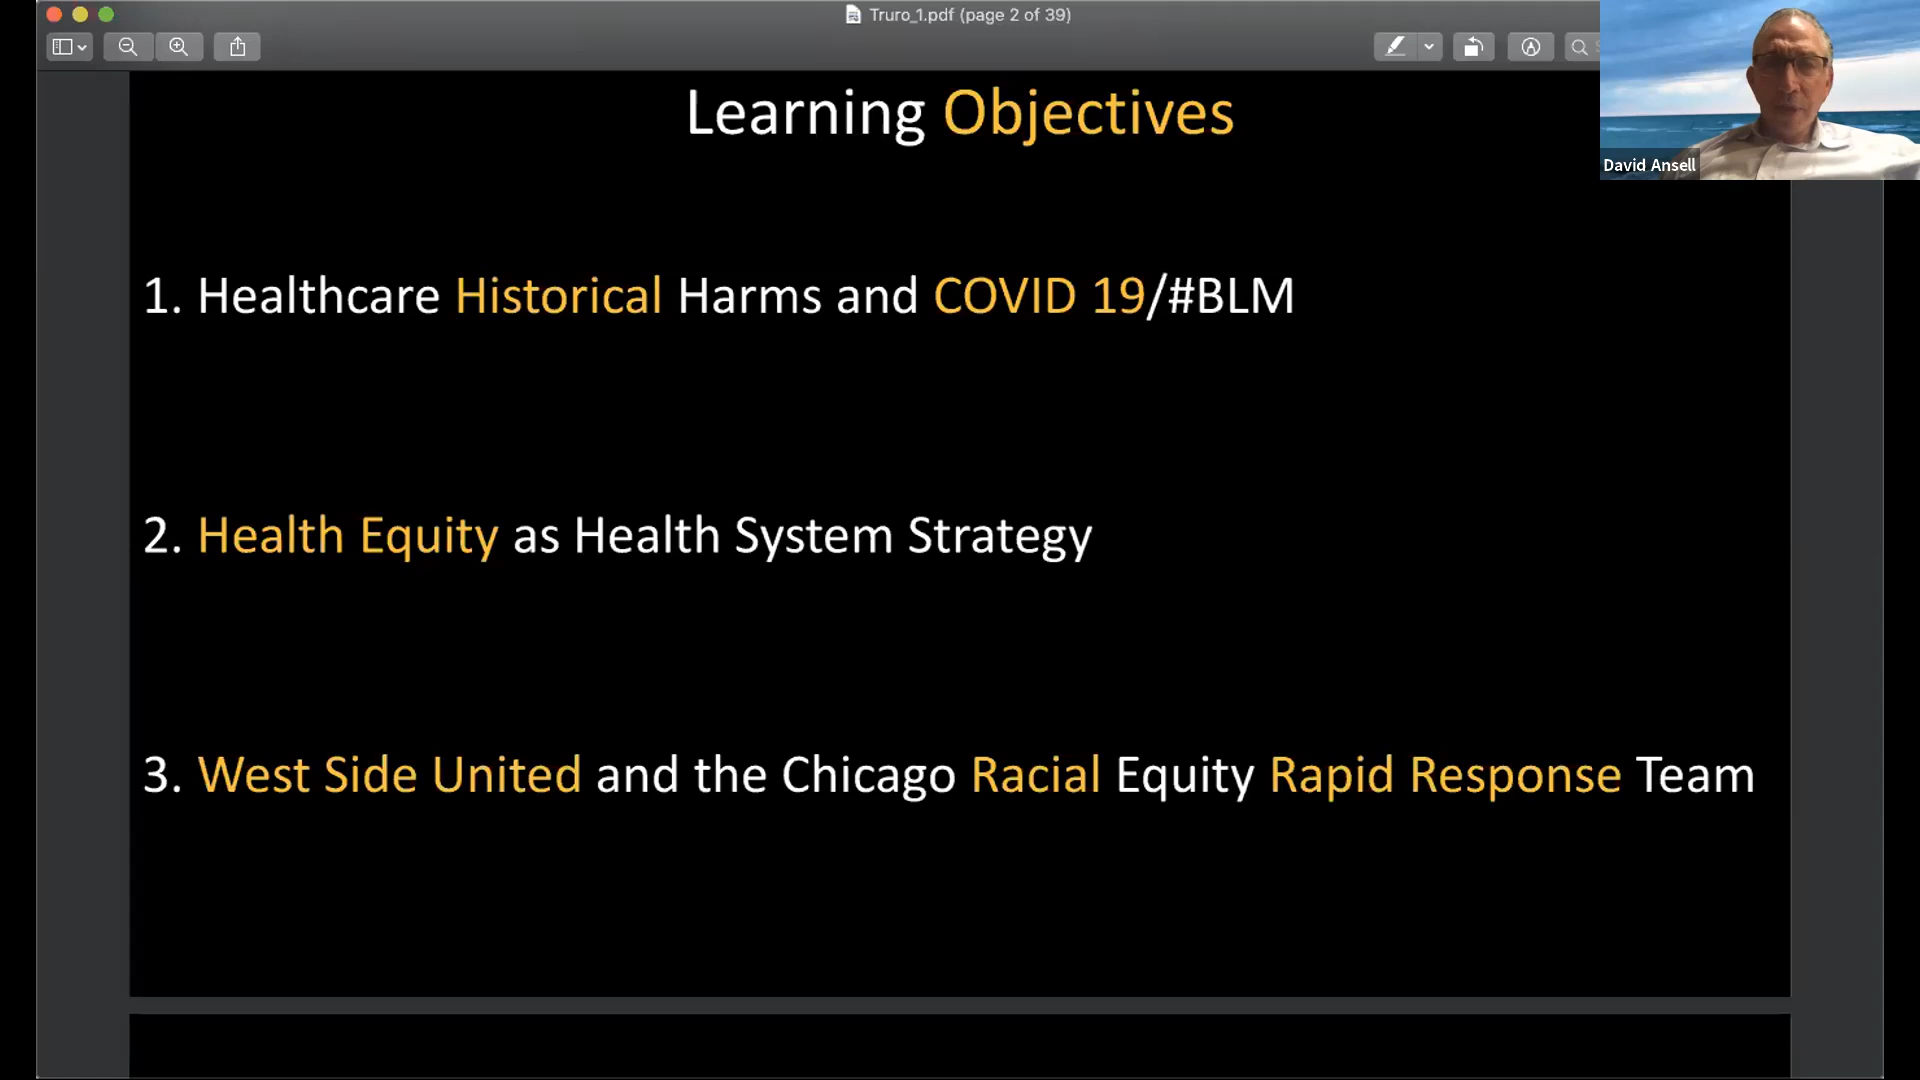 Truro_1.pdf (page 2 of 39)
Learning Objectives
David Ansell
1. Healthcare Historical Harms and COVID 19/#BLM
2. Health Equity as Health System Strategy
3. West Side United and the Chicago Racial Equity Rapid Response Team